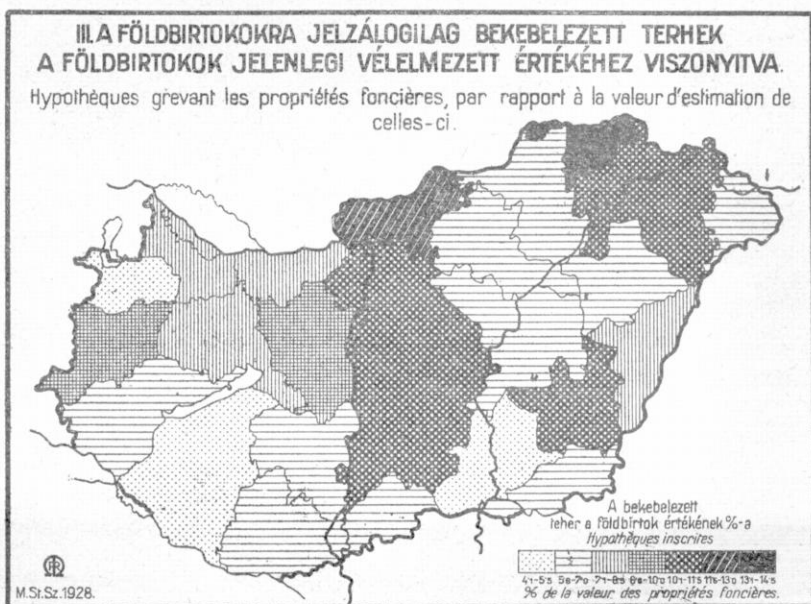 III. A FÖLDBIRTOKOKRA JELZÁLOGILAG BEKEBELEZETT TERHEK
A FÖLDBIRTOKOK JELENLEGI VÉLELMEZETT ÉRTÉKÉHEZ VISZONYITVA.
Hypothèques grevant les propriétés foncières, par rapport à la valeur d'estimation de
celles-ci.
A bekebelezett
teher a földbirtok értékének %-a
Hypothèques inscrites
% de la valeur des propriétés foncières.
M.St.Sz. 1928.